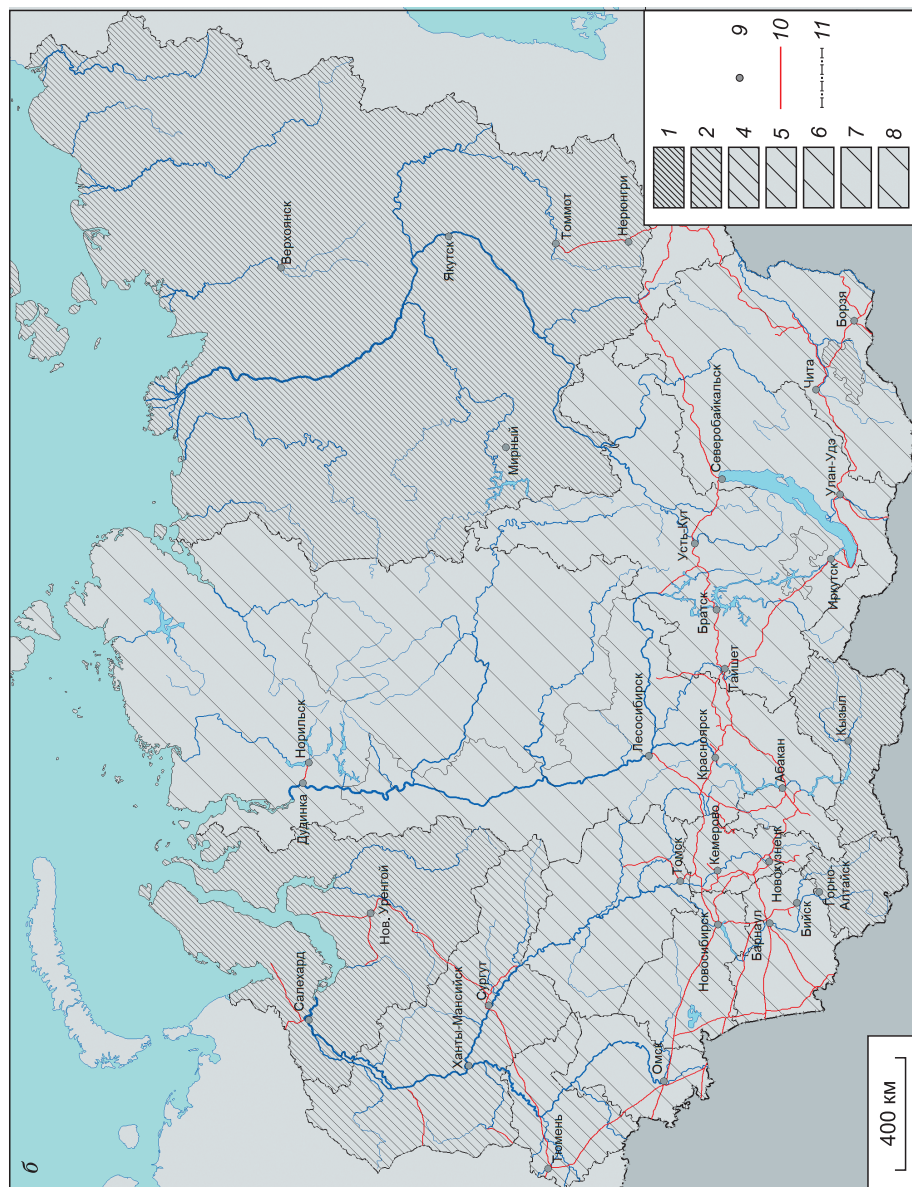 б
Салехард
Нов. Уренгой
Ханты-Мансийск
Сургут
Тюмень
Омск
Дудинка
Норильск
Лесосибирск
Томск
Кемерово
Новосибирск
Новокузнецк
Барнаул
Бийск
Горно-
Алтайск
Красноярск
Абакан
Кызыл
Тайшет
Братск
Усть-Кут
Иркутск
Северобайкальск
Улан-Удэ
Чита
Борзя
Мирный
Верхоянск
Якутск
Томмот
Нерюнгри
1
2
4
5
6
7
8
9
10
11
400 км